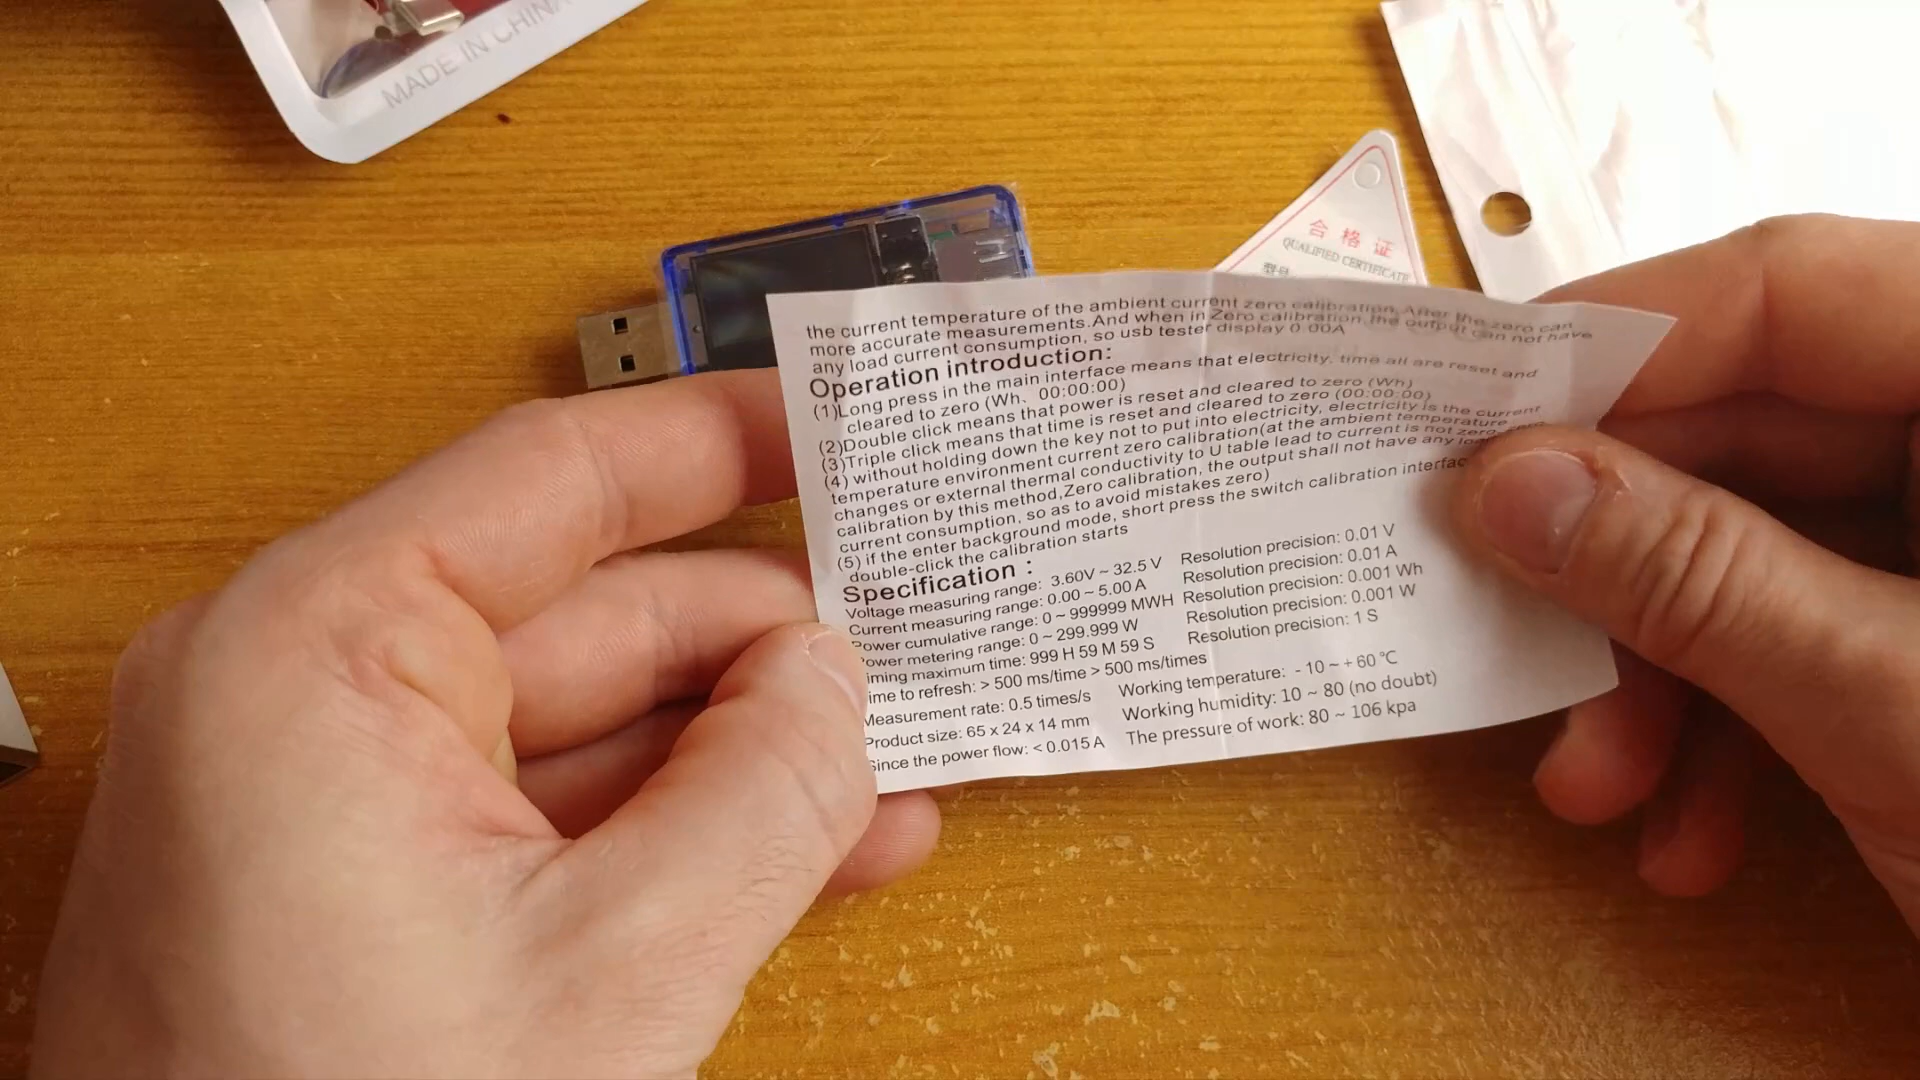 MADE IN CHINA
合格证
QUALIFIED CERTIFICATE
型号
the current temperature of the ambient current zero calibration. After the zero can
more accurate measurements.And when in Zero calibration,the output can not have
any load current consumption, so usb tester display 0.00A
Operation introduction:
(1)Long press in the main interface means that electricity, time all are reset and
cleared to zero (Wh、00:00:00)
(2)Double click means that power is reset and cleared to zero (Wh)
(3)Triple click means that time is reset and cleared to zero (00:00:00)
(4) without holding down the key not to put into electricity, electricity is the current
temperature environment current zero calibration(at the ambient temperature
changes or external thermal conductivity to U table lead to current is not zero, zero
calibration by this method,Zero calibration, the output shall not have any
current consumption, so as to avoid mistakes zero)
(5) if the enter background mode, short press the switch calibration
double-click the calibration starts
Specification :
Voltage measuring range: 3.60V ~ 32.5 V Resolution precision: 0.01 V
Current measuring range: 0.00 ~ 5.00 A Resolution precision: 0.01 A
Power cumulative range: 0 ~ 999999 MWH Resolution precision: 0.001 Wh
Power metering range: 0 ~ 299.999 W Resolution precision: 0.001 W
iming maximum time: 999 H 59 M 59 S Resolution precision: 1 S
ime to refresh: > 500 ms/time > 500 ms/times
Measurement rate: 0.5 times/s Working temperature: - 10 ~ + 60 ℃
Product size: 65 x 24 x 14 mm Working humidity: 10 ~ 80 (no doubt)
Since the power flow: < 0.015 A The pressure of work: 80 ~ 106 kpa